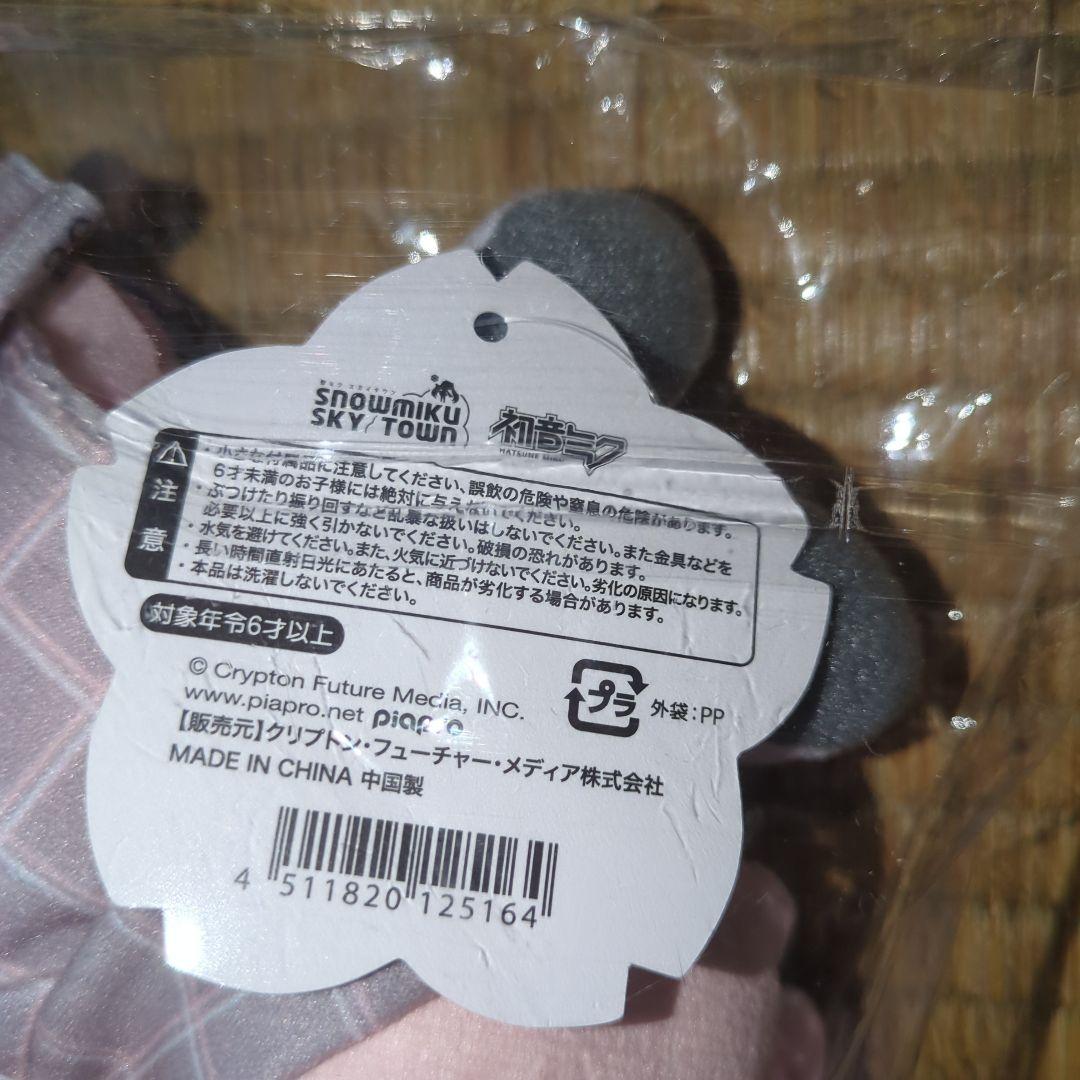 雪ミク スカイタウン
SNOWMIKU
SKY TOWN
初音ミク
HATSUNE MIKU
注意
・小さな付属品に注意してください、誤飲の危険や窒息の危険があります。
6才未満のお子様には絶対に与えないでください。
・ぶつけたり振り回すなど乱暴な扱いはしないでください。また金具などを
必要以上に強く引かないでください。破損の恐れがあります。
・水気を避けてください。また、火気に近づけないでください。劣化の原因になります。
・長い時間直射日光にあたると、商品が劣化する場合があります。
・本品は洗濯しないでください。
対象年令6才以上
© Crypton Future Media, INC.
www.piapro.net piapro
【販売元】クリプトン・フューチャー・メディア株式会社
MADE IN CHINA 中国製
プラ 外袋:PP
4 511820 125164